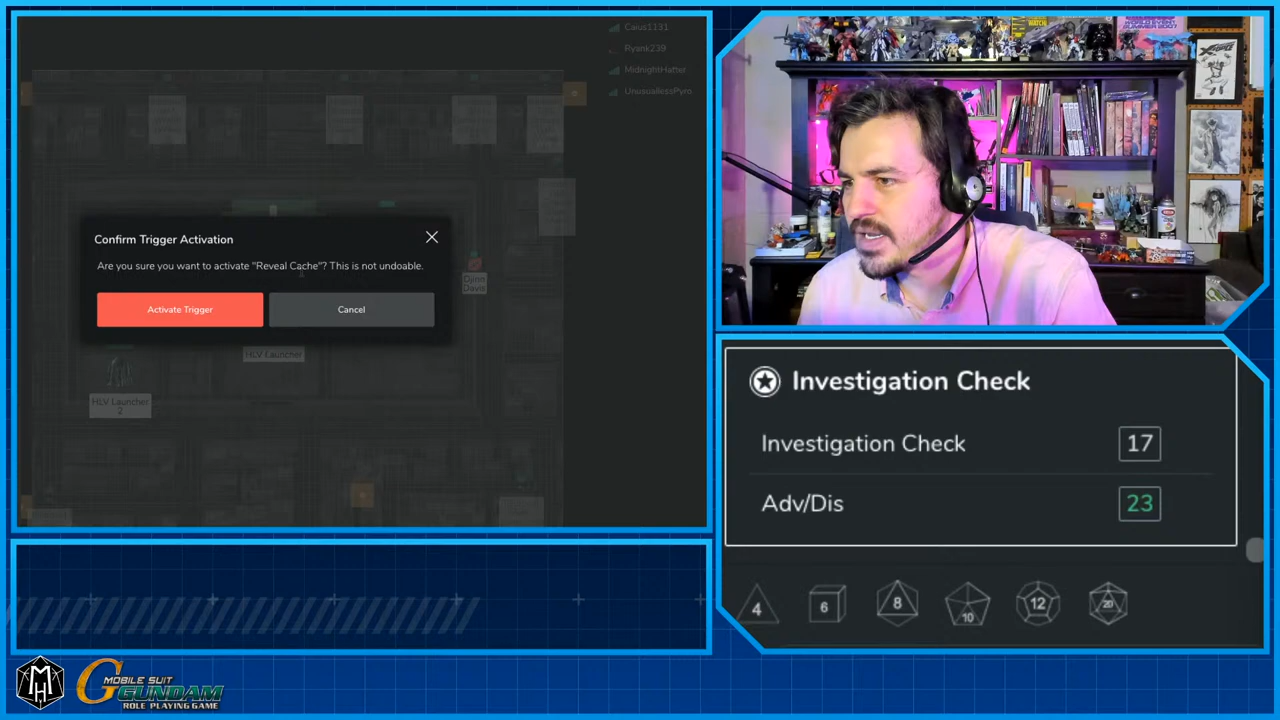 Caius1131
Ryank239
MidnightHatter
UnusuallessPyro
Confirm Trigger Activation
Are you sure you want to activate "Reveal Cache"? This is not undoable.
Activate Trigger
Cancel
Djinn
HLV Launcher
HLV Launcher
2
Investigation Check
Investigation Check
17
Adv/Dis
23
4
6
8
10
12
20
MH
MOBILE SUIT
GUNDAM
ROLE PLAYING GAME